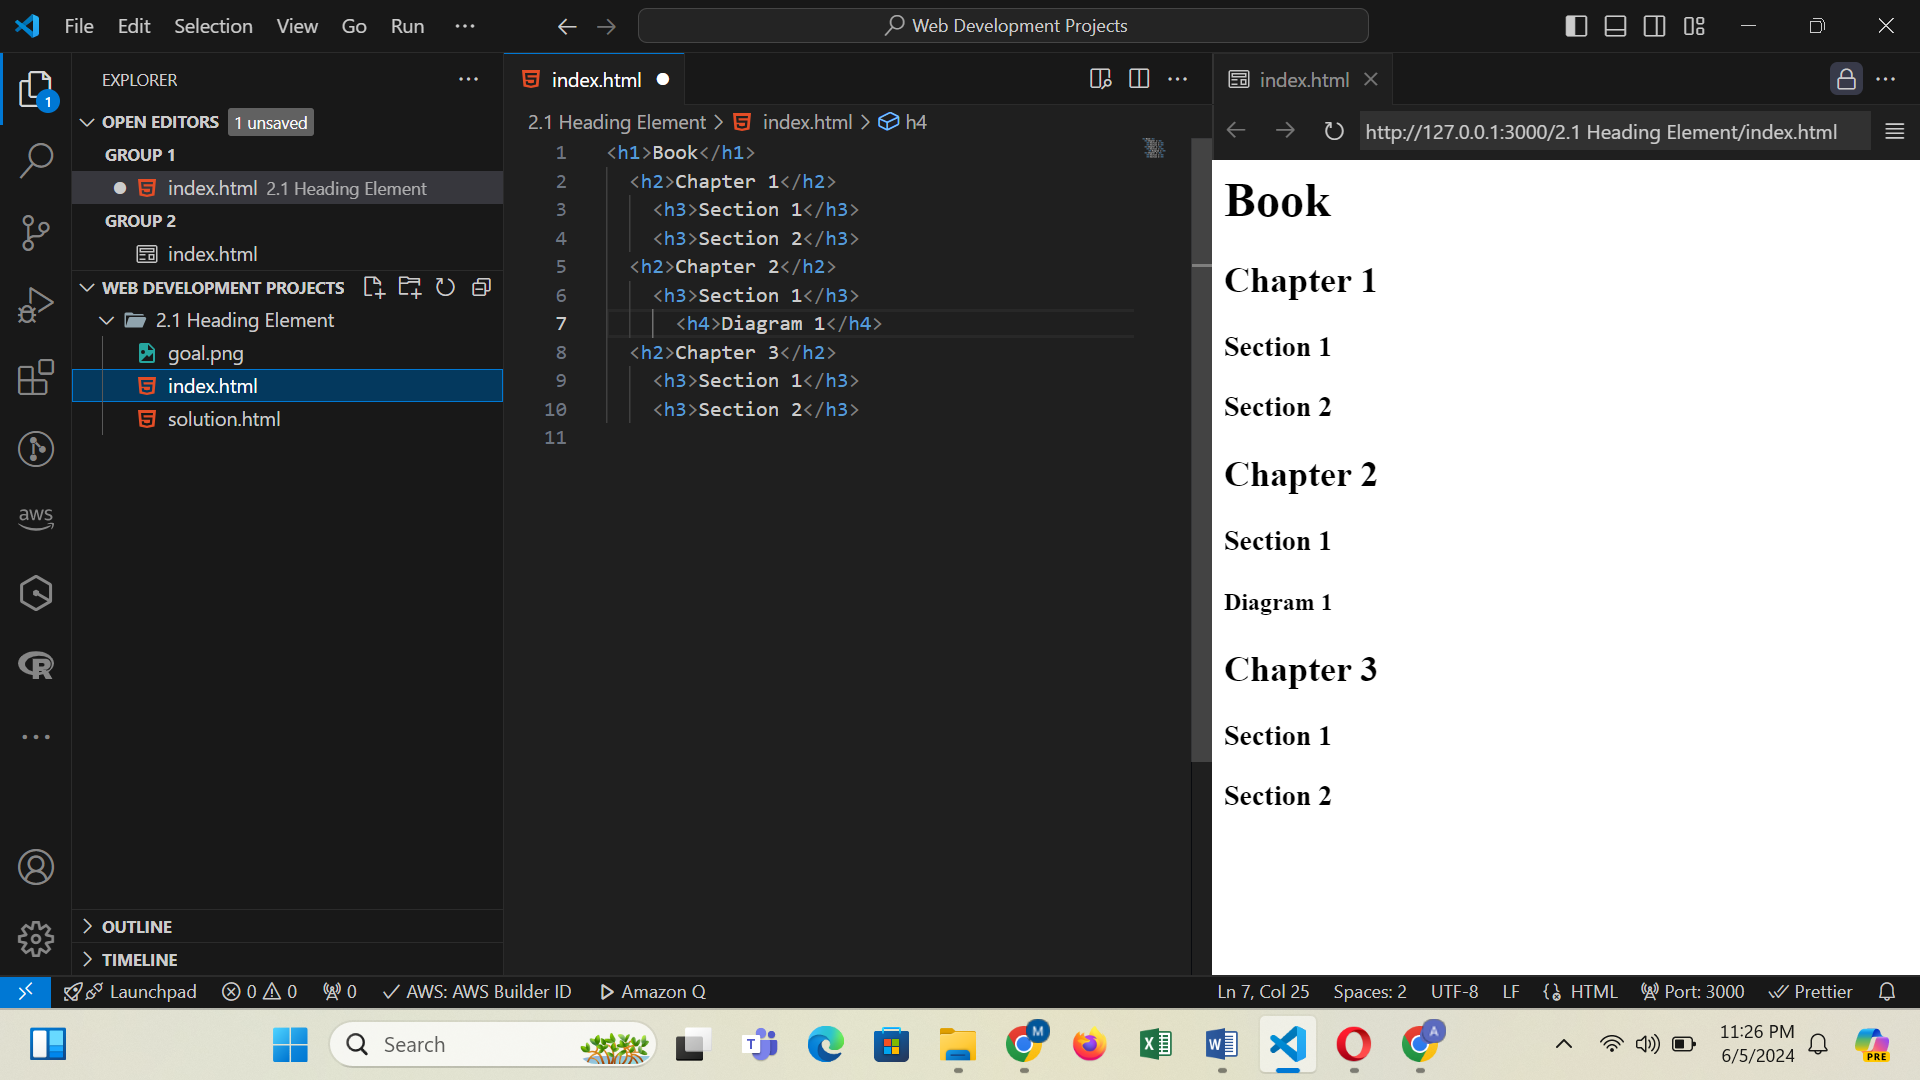 File Edit Selection View Go Run
Web Development Projects
EXPLORER
OPEN EDITORS 1 unsaved
GROUP 1
index.html 2.1 Heading Element
GROUP 2
index.html
WEB DEVELOPMENT PROJECTS
2.1 Heading Element
goal.png
index.html
solution.html
OUTLINE
TIMELINE
1
aws
index.html
2.1 Heading Element > index.html > h4
1 <h1>Book</h1>
2 <h2>Chapter 1</h2>
3 <h3>Section 1</h3>
4 <h3>Section 2</h3>
5 <h2>Chapter 2</h2>
6 <h3>Section 1</h3>
7 <h4>Diagram 1</h4>
8 <h2>Chapter 3</h2>
9 <h3>Section 1</h3>
10 <h3>Section 2</h3>
11
index.html
http://127.0.0.1:3000/2.1 Heading Element/index.html
Book
Chapter 1
Section 1
Section 2
Chapter 2
Section 1
Diagram 1
Chapter 3
Section 1
Section 2
Launchpad 0 0 0 AWS: AWS Builder ID Amazon Q Ln 7, Col 25 Spaces: 2 UTF-8 LF HTML Port: 3000 Prettier
Search
T
M
X
W
A
11:26 PM
6/5/2024
PRE